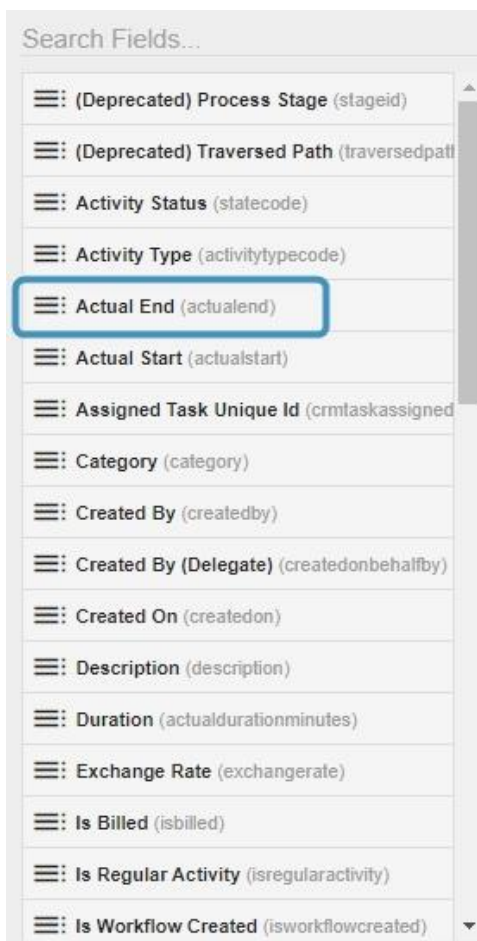 Search Fields...
(Deprecated) Process Stage (stageid)
(Deprecated) Traversed Path (traversedpath
Activity Status (statecode)
Activity Type (activitytypecode)
Actual End (actualend)
Actual Start (actualstart)
Assigned Task Unique Id (crmtaskassigned
Category (category)
Created By (createdby)
Created By (Delegate) (createdonbehalfby)
Created On (createdon)
Description (description)
Duration (actualdurationminutes)
Exchange Rate (exchangerate)
Is Billed (isbilled)
Is Regular Activity (isregularactivity)
Is Workflow Created (isworkflowcreated)